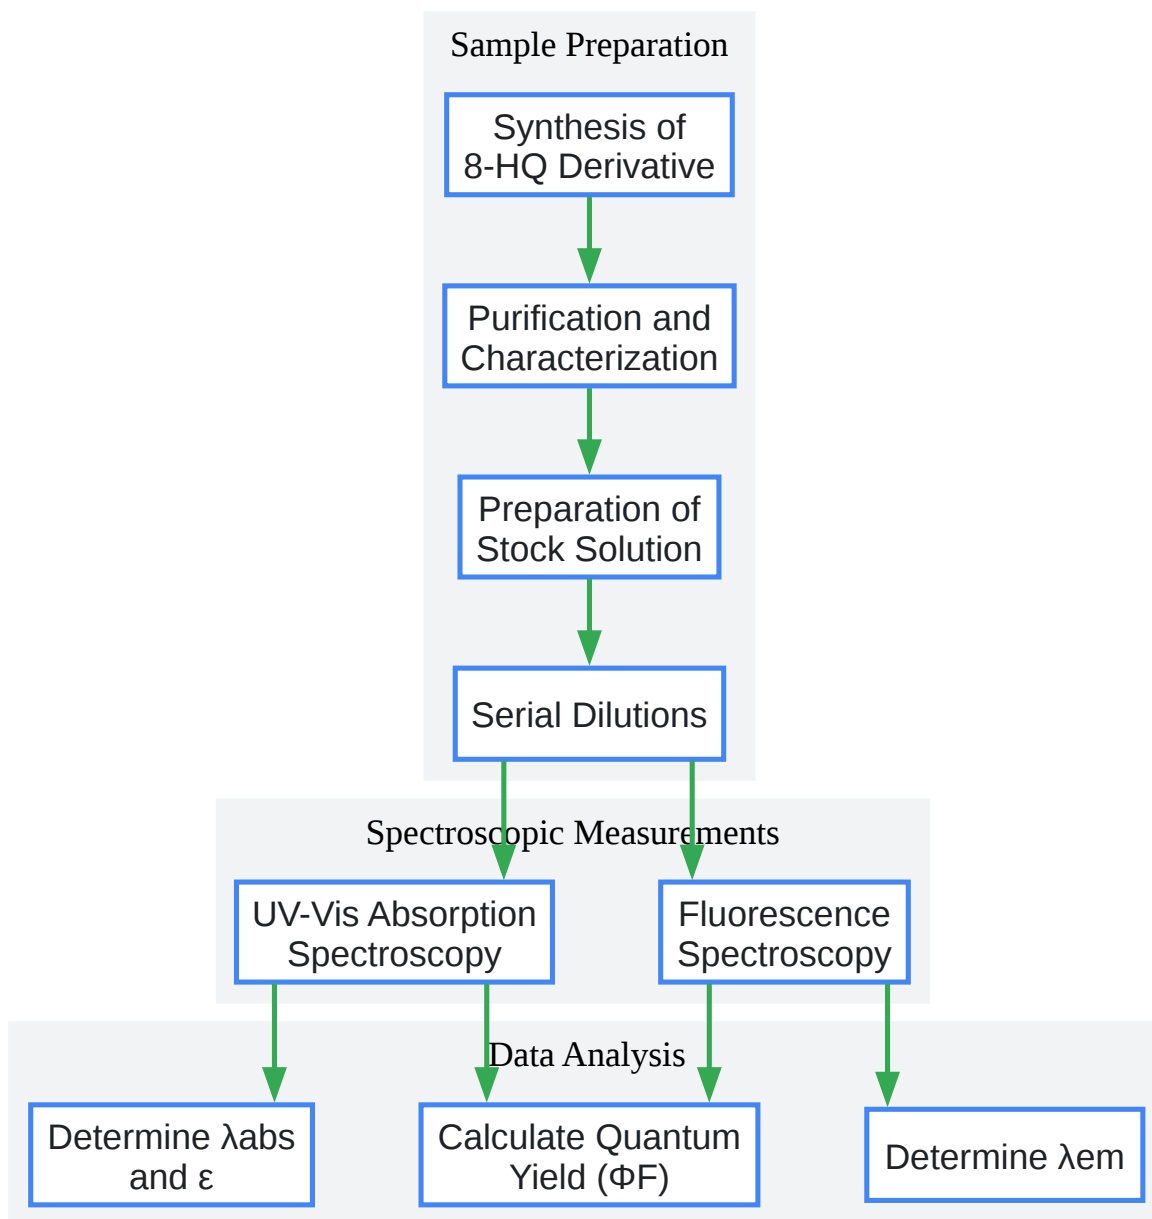 Sample Preparation
Synthesis of
8-HQ Derivative
Purification and
Characterization
Preparation of
Stock Solution
Serial Dilutions
Spectroscopic Measurements
UV-Vis Absorption
Spectroscopy
Fluorescence
Spectroscopy
Data Analysis
Determine λabs
and ε
Calculate Quantum
Yield (ΦF)
Determine λem